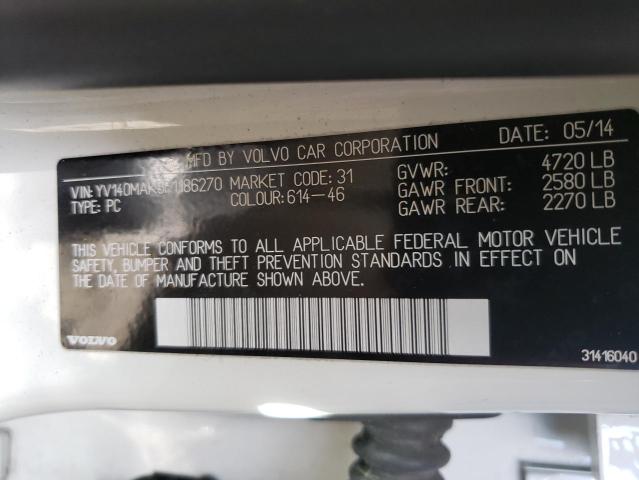 MFD BY VOLVO CAR CORPORATION DATE: 05/14
VIN: MARKET CODE: 31 GVWR: 4720 LB
TYPE: PC COLOUR: 614-46 GAWR FRONT: 2580 LB
GAWR REAR: 2270 LB
THIS VEHICLE CONFORMS TO ALL APPLICABLE FEDERAL MOTOR VEHICLE
SAFETY, BUMPER AND THEFT PREVENTION STANDARDS IN EFFECT ON
THE DATE OF MANUFACTURE SHOWN ABOVE.
VOLVO 31416040